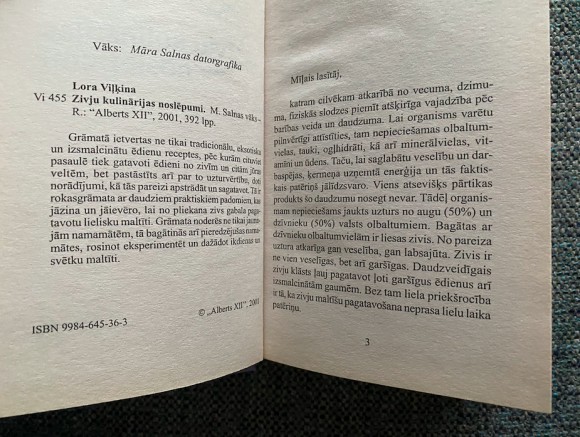 Vāks: Māra Salnas datorgrafika
Lora Viļķina
Vi 455 Zivju kulinārijas noslēpumi. M. Salnas vāks –
R.: “Alberts XII”, 2001, 392 lpp.
Grāmatā ietvertas ne tikai tradicionālu, eksotisku
un izsmalcinātu ēdienu receptes, pēc kurām citviet
pasaulē tiek gatavoti ēdieni no zivīm un citām jūras
veltēm, bet pastāstīts arī par to uzturvērtību, doti
norādījumi, kā tās pareizi apstrādāt un sagatavot. Tā ir
rokasgrāmata ar daudziem praktiskiem padomiem, kas
jāzina un jāievēro, lai no pliekana zivs gabala pagata-
votu lielisku maltīti. Grāmata noderēs ne tikai jaunā-
jām namamātēm, tā bagātinās arī pieredzējušas nama-
mātes, rosinot eksperimentēt un dažādot ikdienas un
svētku maltīti.
© „Alberts XII”, 2001
ISBN 9984-645-36-3
Mīļais lasītāj,
katram cilvēkam atkarībā no vecuma, dzimu-
ma, fiziskās slodzes piemīt atšķirīga vajadzība pēc
barības veida un daudzuma. Lai organisms varētu
pilnvērtīgi attīstīties, tam nepieciešamas olbaltum-
vielas, tauki, ogļhidrāti, kā arī minerālvielas, vita-
mīni un ūdens. Taču, lai saglabātu veselību un dar-
baspējas, ķermeņa uzņemtā enerģija un tās faktis-
kais patēriņš jālīdzsvaro. Viens atsevišķs pārtikas
produkts šo daudzumu nosegt nevar. Tādēļ organis-
mam nepieciešams jaukts uzturs no augu (50%) un
dzīvnieku (50%) valsts olbaltumiem. Bagātas ar
dzīvnieku olbaltumvielām ir liesas zivis. No pareiza
uztura atkarīga gan veselība, gan labsajūta. Zivis ir
ne vien veselīgas, bet arī garšīgas. Daudzveidīgais
zivju klāsts ļauj pagatavot ļoti garšīgus ēdienus arī
izsmalcinātām gaumēm. Bez tam liela priekšrocība
ir tā, ka zivju maltīšu pagatavošana neprasa lielu laika
patēriņu.
3